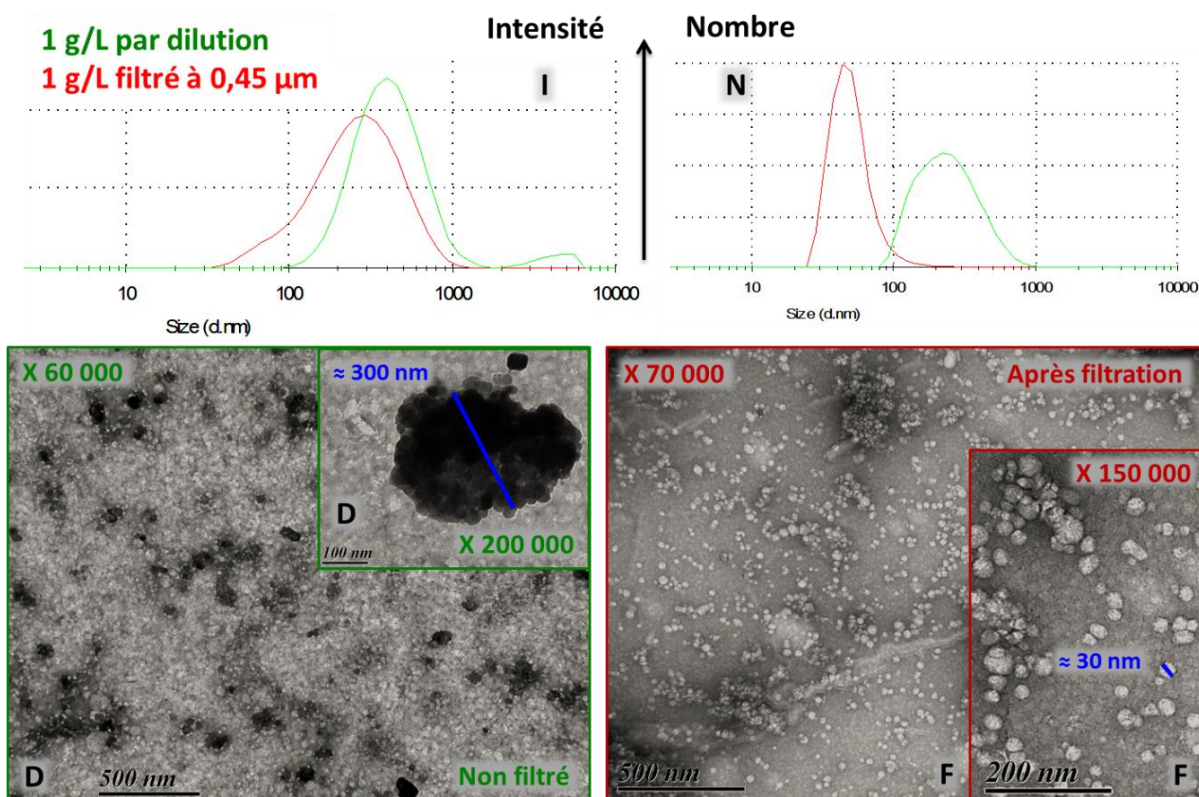 1 g/L par dilution
1 g/L filtré à 0,45 µm
Intensité
I
10
100
1000
10000
Size (d.nm)
Nombre
N
10
100
1000
10000
Size (d.nm)
X 60 000
≈ 300 nm
D
100 nm
X 200 000
D
500 nm
Non filtré
X 70 000
Après filtration
X 150 000
≈ 30 nm
500 nm
F
200 nm
F